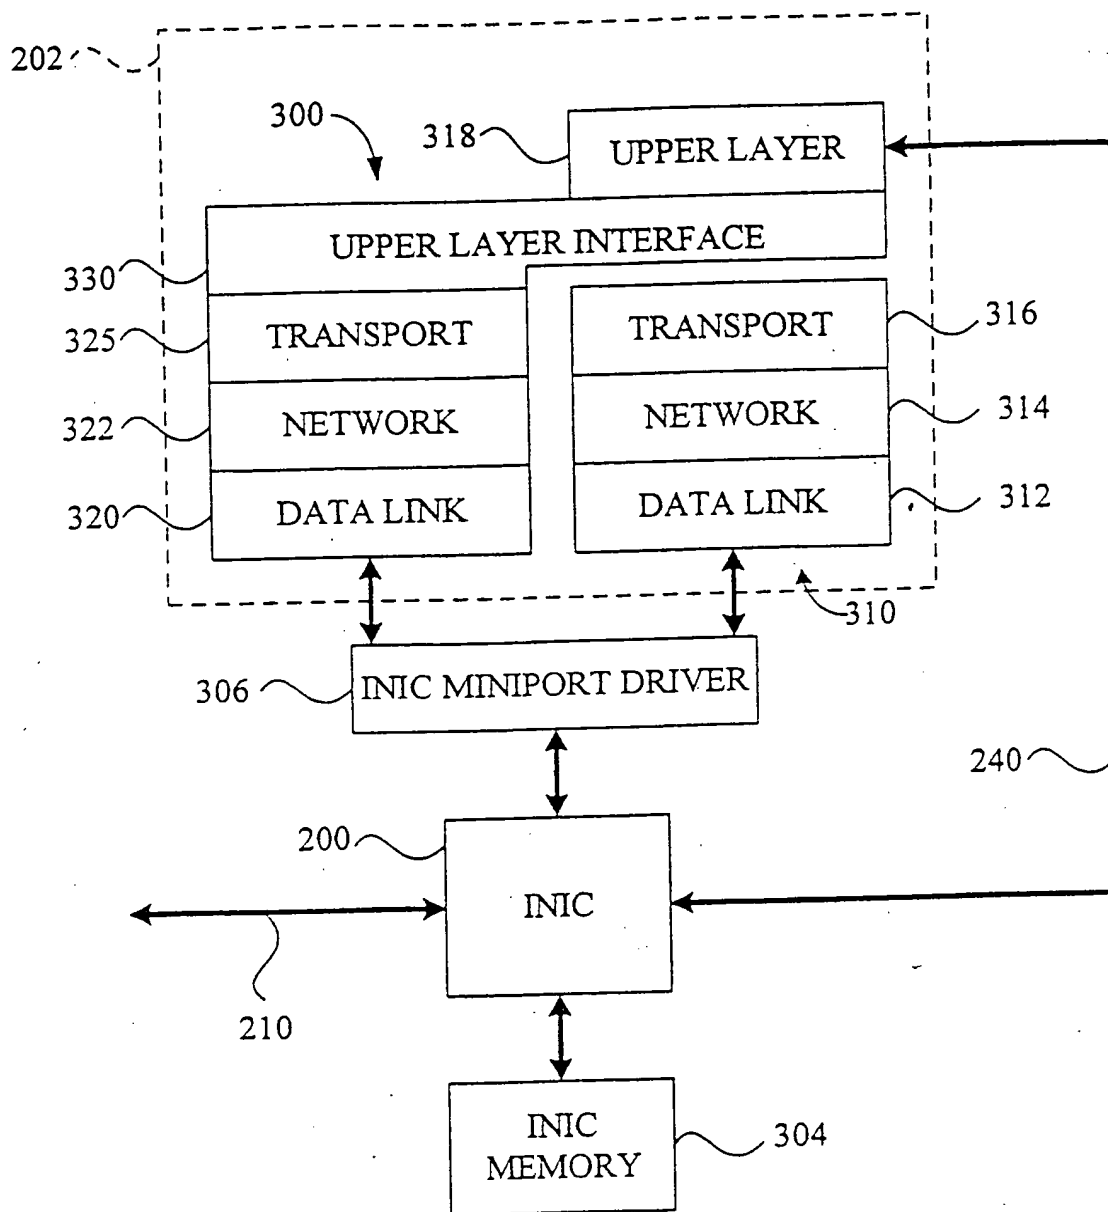 202
300
318
UPPER LAYER
UPPER LAYER INTERFACE
330
325
TRANSPORT
TRANSPORT
316
322
NETWORK
NETWORK
314
320
DATA LINK
DATA LINK
312
310
306
INIC MINIPORT DRIVER
240
200
INIC
210
INIC
MEMORY
304